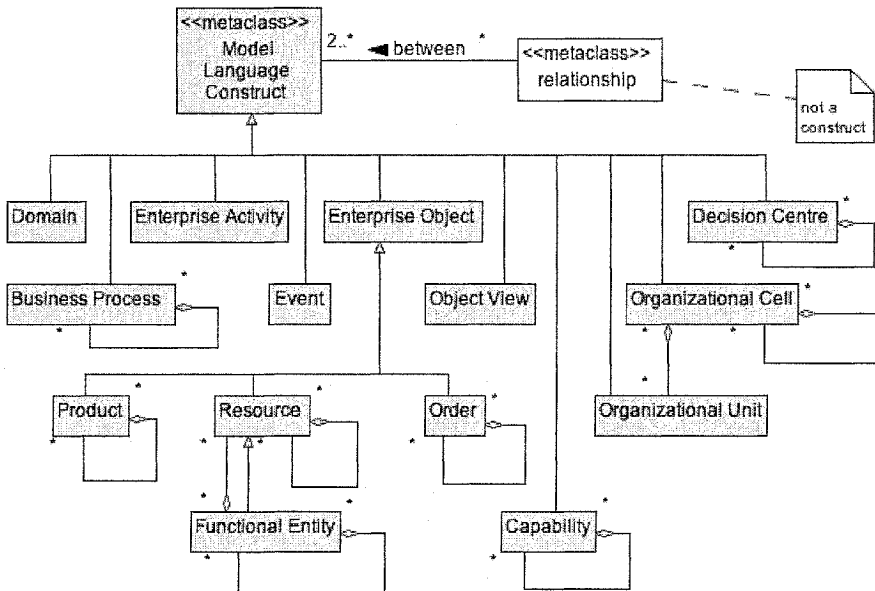 <<metaclass>>
Model
Language
Construct
2..*
between
*
<<metaclass>>
relationship
not a
construct
Domain
Enterprise Activity
Enterprise Object
Decision Centre
*
*
Business Process
*
*
Event
Object View
Organizational Cell
*
*
*
*
Organizational Unit
Product
*
*
Resource
*
*
*
Order
*
*
Functional Entity
*
*
*
Capability
*
*